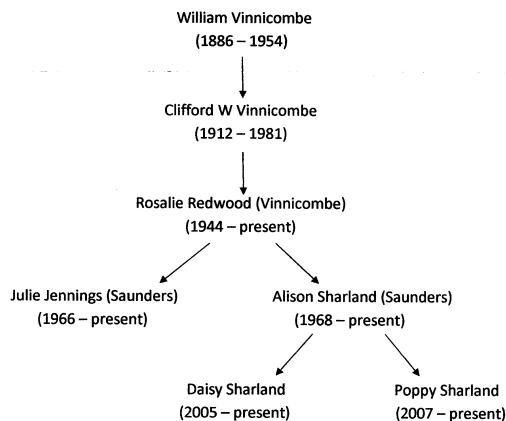 William Vinnicombe
(1886 – 1954)
Clifford W Vinnicombe
(1912 – 1981)
Rosalie Redwood (Vinnicombe)
(1944 – present)
Julie Jennings (Saunders)
(1966 – present)
Alison Sharland (Saunders)
(1968 – present)
Daisy Sharland
(2005 – present)
Poppy Sharland
(2007 – present)